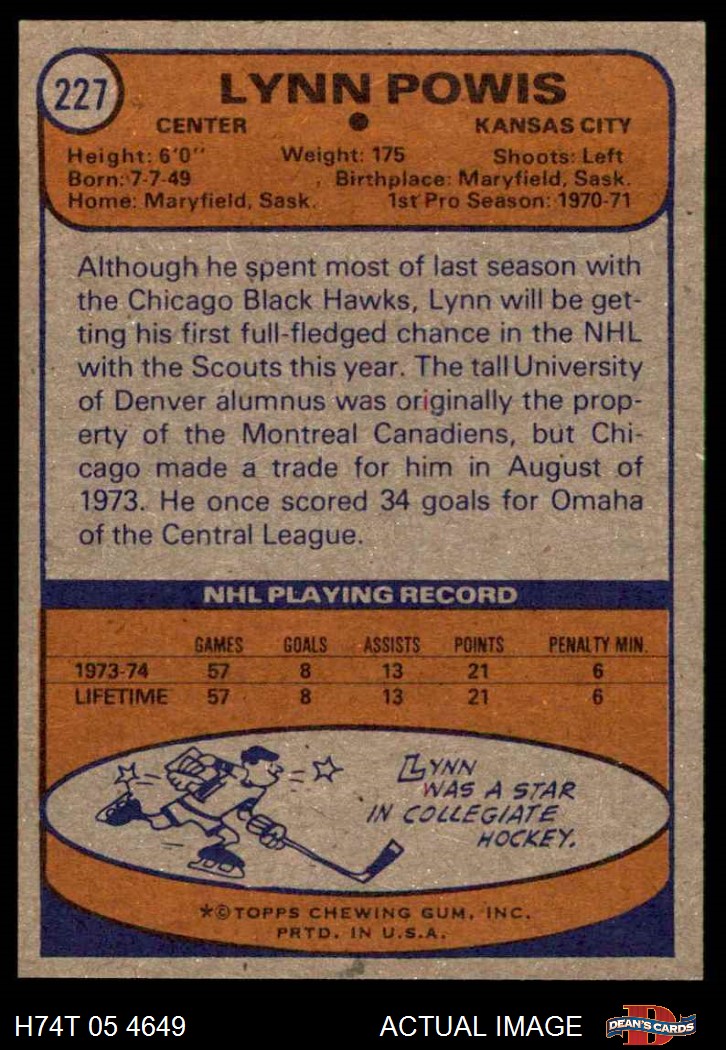 227
LYNN POWIS
CENTER ● KANSAS CITY
Height: 6'0" Weight: 175 Shoots: Left
Born: 7-7-49 Birthplace: Maryfield, Sask.
Home: Maryfield, Sask. 1st Pro Season: 1970-71
Although he spent most of last season with
the Chicago Black Hawks, Lynn will be get-
ting his first full-fledged chance in the NHL
with the Scouts this year. The tall University
of Denver alumnus was originally the prop-
erty of the Montreal Canadiens, but Chi-
cago made a trade for him in August of
1973. He once scored 34 goals for Omaha
of the Central League.
NHL PLAYING RECORD
GAMES GOALS ASSISTS POINTS PENALTY MIN.
1973-74 57 8 13 21 6
LIFETIME 57 8 13 21 6
LYNN
WAS A STAR
IN COLLEGIATE
HOCKEY.
★©TOPPS CHEWING GUM, INC.
PRTD. IN U.S.A.
H74T 05 4649 ACTUAL IMAGE
D
DEAN'S CARDS